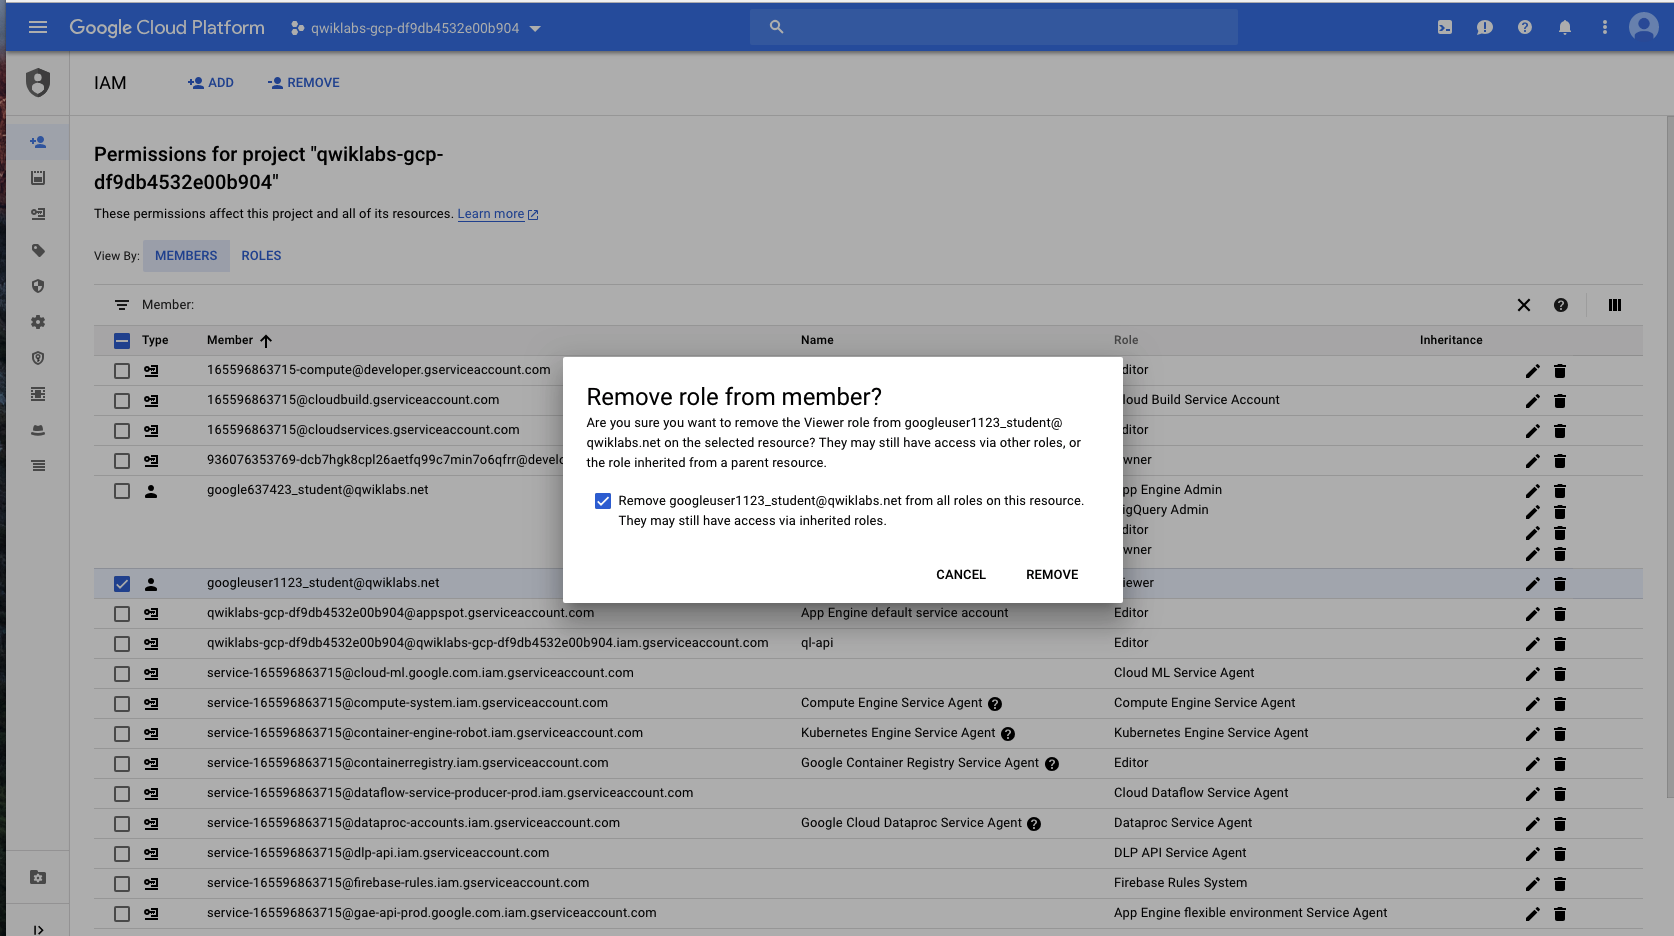 Google Cloud Platform qwiklabs-gcp-df9db4532e00b904
IAM ADD REMOVE
Permissions for project "qwiklabs-gcp-
df9db4532e00b904"
These permissions affect this project and all of its resources. Learn more
View By: MEMBERS ROLES
Member:
Type Member Name Role Inheritance
165596863715-compute@developer.gserviceaccount.com ditor
165596863715@cloudbuild.gserviceaccount.com loud Build Service Account
165596863715@cloudservices.gserviceaccount.com ditor
936076353769-dcb7hgk8cpl26aetfq99c7min7o6qfrr@develo wner
google637423_student@qwiklabs.net pp Engine Admin
igQuery Admin
ditor
wner
Remove role from member?
Are you sure you want to remove the Viewer role from googleuser1123_student@
qwiklabs.net on the selected resource? They may still have access via other roles, or
the role inherited from a parent resource.
Remove googleuser1123_student@qwiklabs.net from all roles on this resource.
They may still have access via inherited roles.
CANCEL REMOVE
googleuser1123_student@qwiklabs.net iewer
qwiklabs-gcp-df9db4532e00b904@appspot.gserviceaccount.com App Engine default service account Editor
qwiklabs-gcp-df9db4532e00b904@qwiklabs-gcp-df9db4532e00b904.iam.gserviceaccount.com ql-api Editor
service-165596863715@cloud-ml.google.com.iam.gserviceaccount.com Cloud ML Service Agent
service-165596863715@compute-system.iam.gserviceaccount.com Compute Engine Service Agent Compute Engine Service Agent
service-165596863715@container-engine-robot.iam.gserviceaccount.com Kubernetes Engine Service Agent Kubernetes Engine Service Agent
service-165596863715@containerregistry.iam.gserviceaccount.com Google Container Registry Service Agent Editor
service-165596863715@dataflow-service-producer-prod.iam.gserviceaccount.com Cloud Dataflow Service Agent
service-165596863715@dataproc-accounts.iam.gserviceaccount.com Google Cloud Dataproc Service Agent Dataproc Service Agent
service-165596863715@dlp-api.iam.gserviceaccount.com DLP API Service Agent
service-165596863715@firebase-rules.iam.gserviceaccount.com Firebase Rules System
service-165596863715@gae-api-prod.google.com.iam.gserviceaccount.com App Engine flexible environment Service Agent